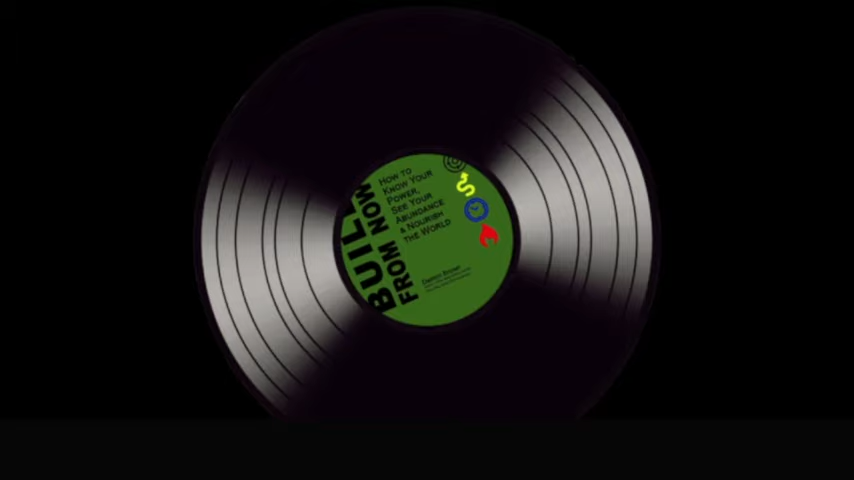 BUILD
FROM NOW
HOW TO
KNOW YOUR
POWER,
SEE YOUR
ABUNDANCE
& NOURISH
THE WORLD